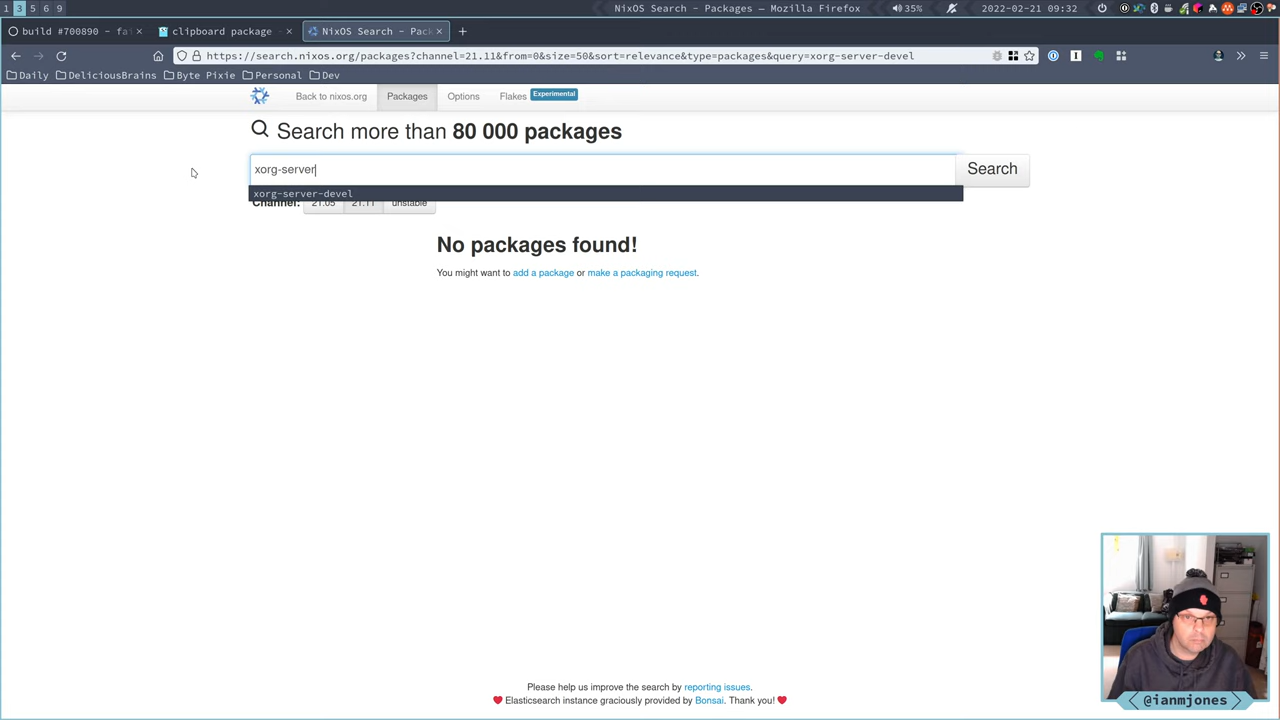 1 3 5 6 9
NixOS Search - Packages — Mozilla Firefox
35%
2022-02-21 09:32
build #700890 - fai
clipboard package -
NixOS Search - Pack
https://search.nixos.org/packages?channel=21.11&from=0&size=50&sort=relevance&type=packages&query=xorg-server-devel
Daily
DeliciousBrains
Byte Pixie
Personal
Dev
Back to nixos.org
Packages
Options
Flakes
Experimental
Search more than 80 000 packages
xorg-server
Search
xorg-server-devel
Channel: 21.05 21.11 unstable
No packages found!
You might want to add a package or make a packaging request.
Please help us improve the search by reporting issues.
Elasticsearch instance graciously provided by Bonsai. Thank you!
@ianmjones